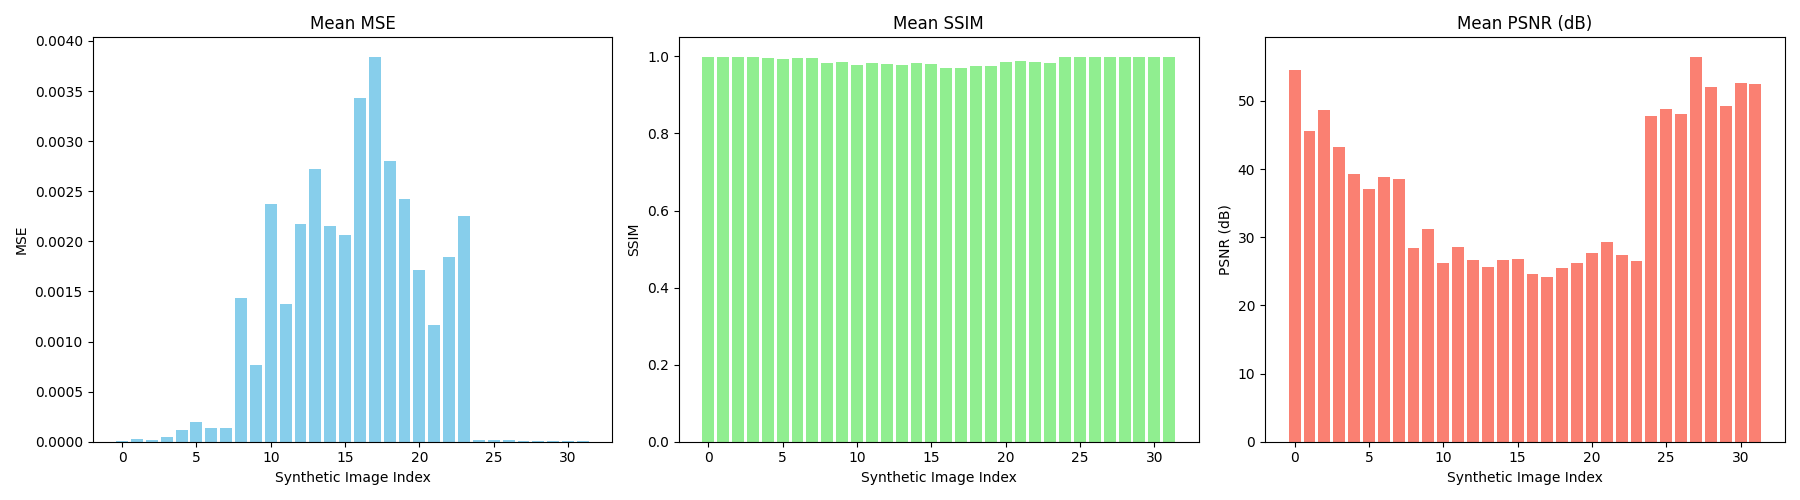 Mean MSE
MSE
0.0040
0.0035
0.0030
0.0025
0.0020
0.0015
0.0010
0.0005
0.0000
0 5 10 15 20 25 30
Synthetic Image Index
Mean SSIM
SSIM
1.0
0.8
0.6
0.4
0.2
0.0
0 5 10 15 20 25 30
Synthetic Image Index
Mean PSNR (dB)
PSNR (dB)
50
40
30
20
10
0
0 5 10 15 20 25 30
Synthetic Image Index